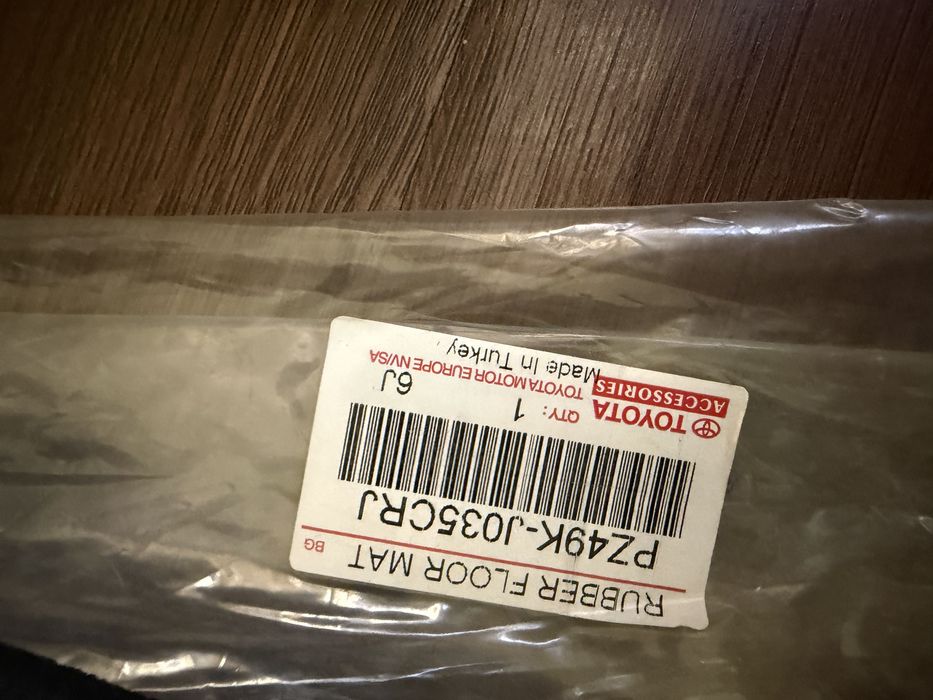 RUBBER FLOOR MAT
BG
PZ49K-J035CRJ
TOYOTA QTY: 1 6J
ACCESSORIES TOYOTA MOTOR EUROPE NV/SA
Made In Turkey